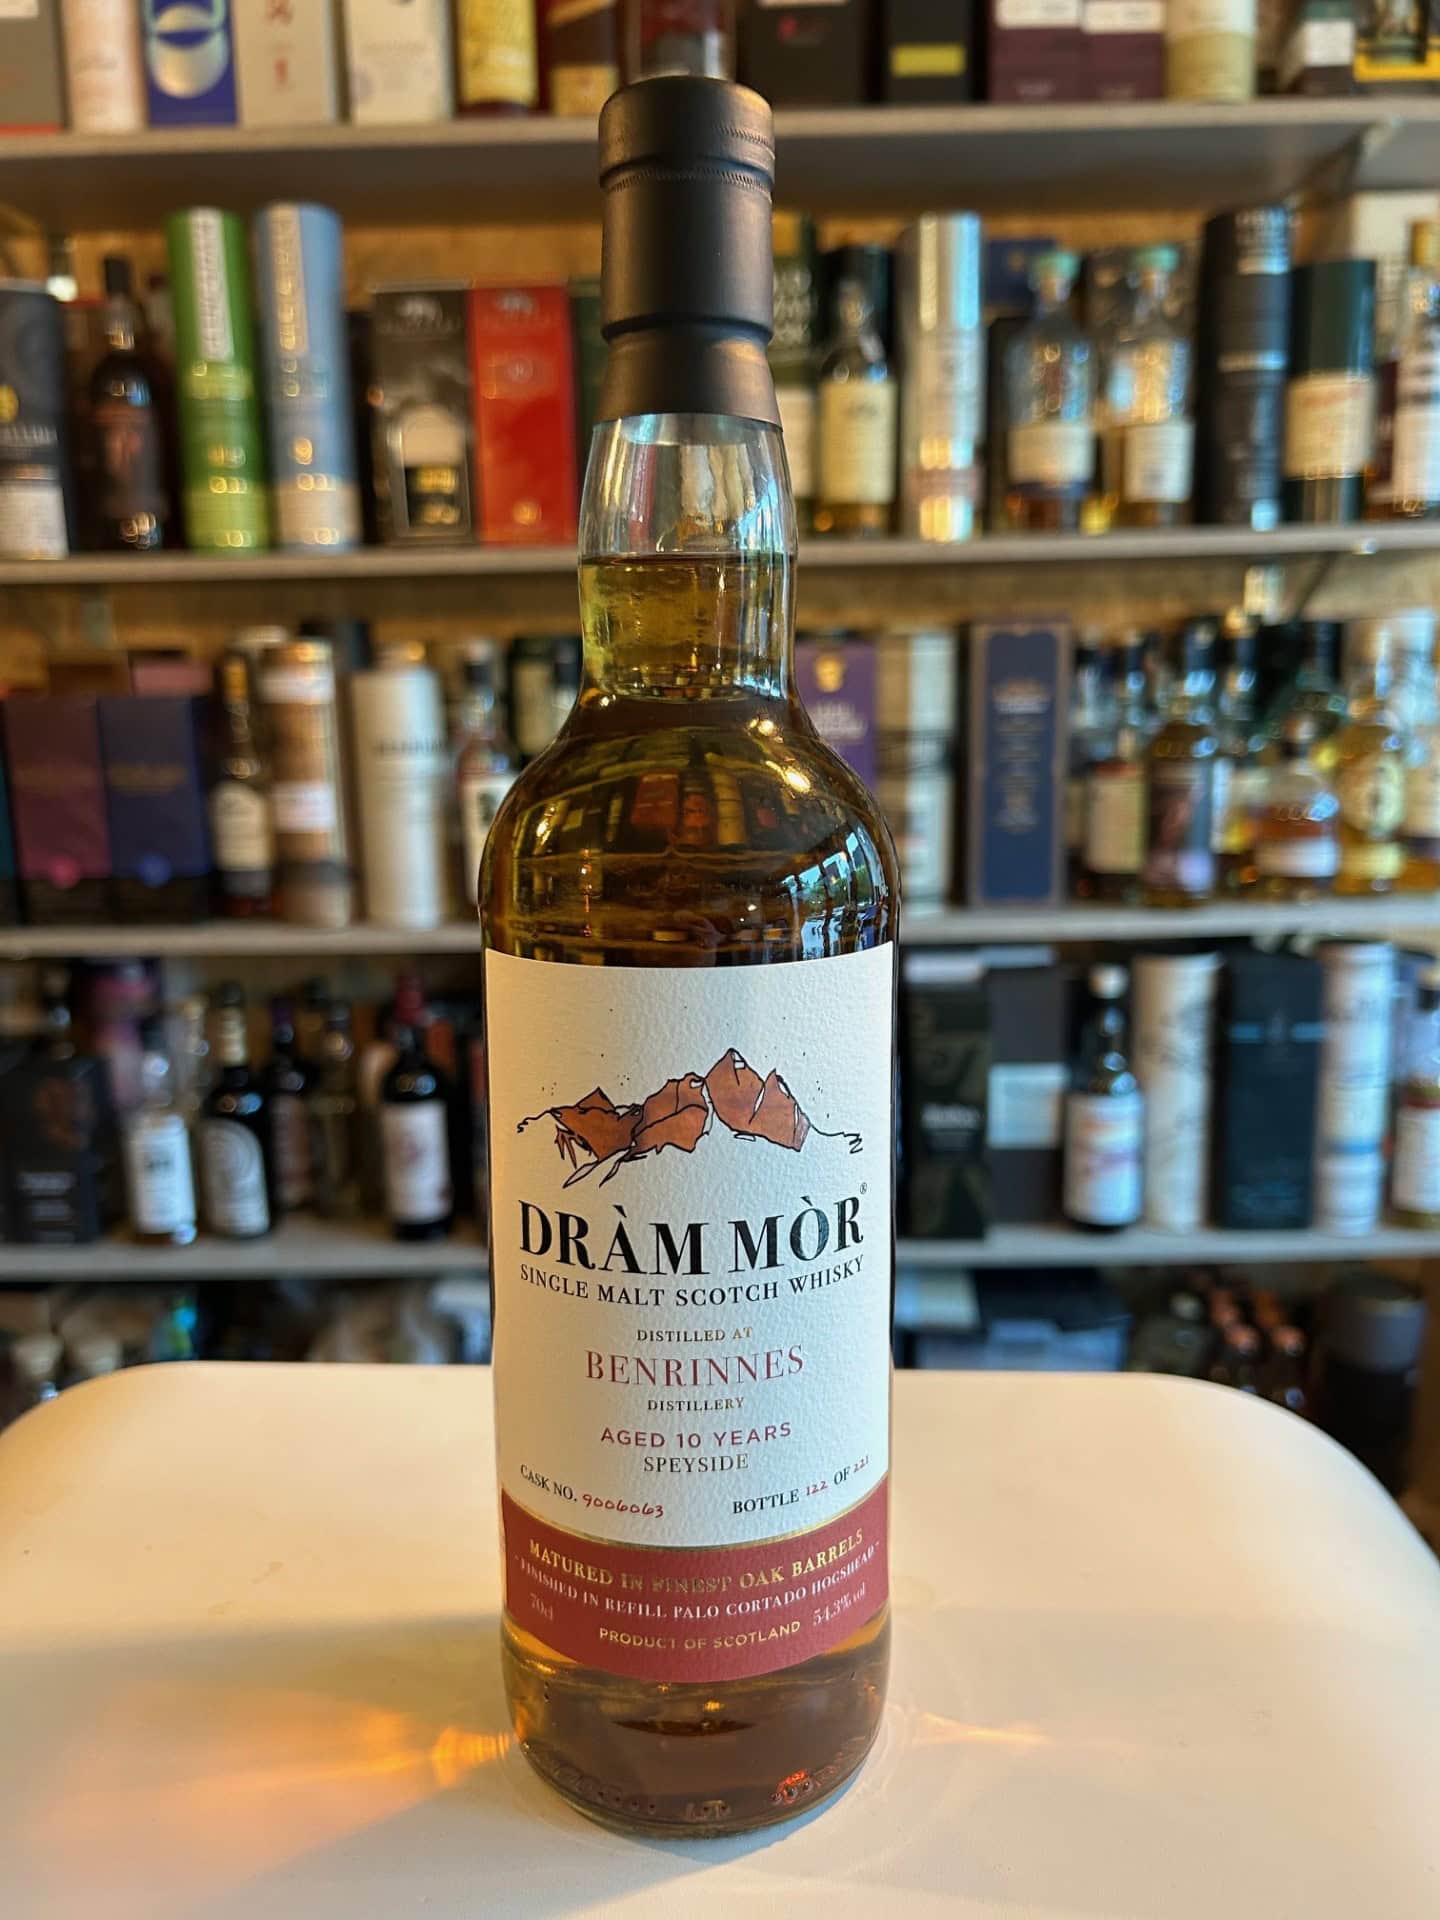 DRÀM MÒR®
SINGLE MALT SCOTCH WHISKY
DISTILLED AT
BENRINNES
DISTILLERY
AGED 10 YEARS
SPEYSIDE
CASK NO. 9006063 BOTTLE 122 OF 221
MATURED IN FINEST OAK BARRELS
- FINISHED IN REFILL PALO CORTADO HOGSHEAD -
70cl 54.3% vol
PRODUCT OF SCOTLAND